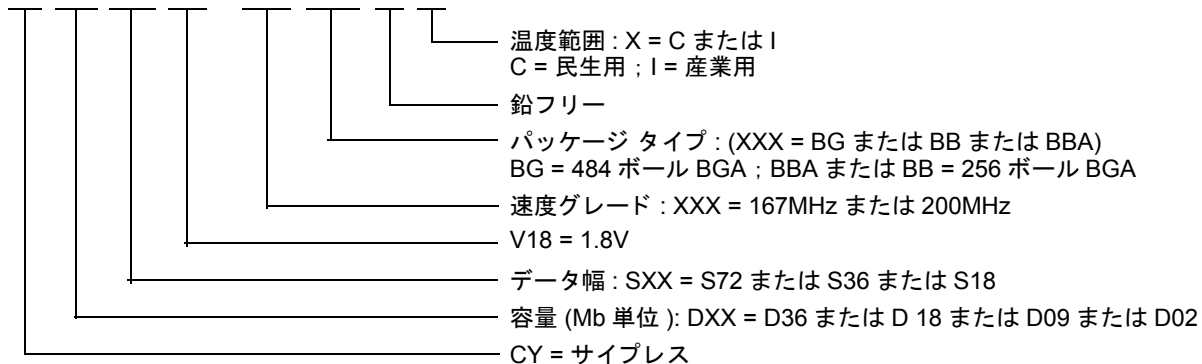 温度範囲 : X = C または I
C = 民生用 ; I = 産業用
鉛フリー
パッケージ タイプ : (XXX = BG または BB または BBA)
BG = 484 ボール BGA ; BBA または BB = 256 ボール BGA
速度グレード : XXX = 167MHz または 200MHz
V18 = 1.8V
データ幅 : SXX = S72 または S36 または S18
容量 (Mb 単位 ): DXX = D36 または D 18 または D09 または D02
CY = サイプレス